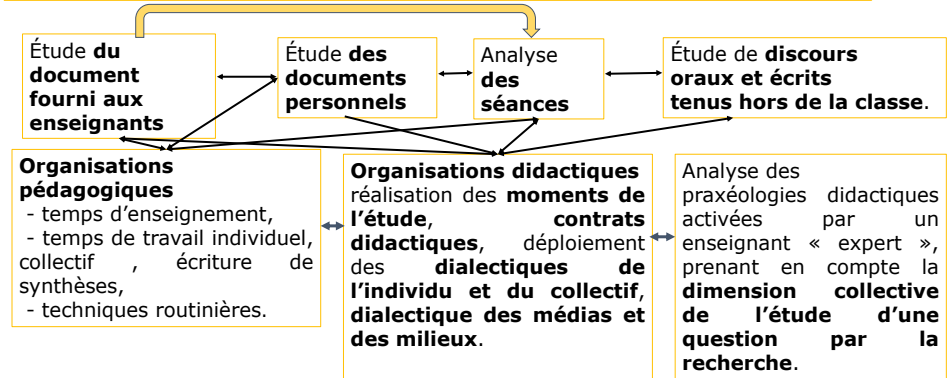 Étude du
document
fourni aux
enseignants
Étude des
documents
personnels
Analyse
des
séances
Étude de discours
oraux et écrits
tenus hors de la classe.
Organisations
pédagogiques
- temps d’enseignement,
- temps de travail individuel,
collectif , écriture de
synthèses,
- techniques routinières.
Organisations didactiques
réalisation des moments de
l’étude, contrats
didactiques, déploiement
des dialectiques de
l’individu et du collectif,
dialectique des médias et
des milieux.
Analyse des
praxéologies didactiques
activées par un
enseignant « expert »,
prenant en compte la
dimension collective
de l’étude d’une
question par la
recherche.